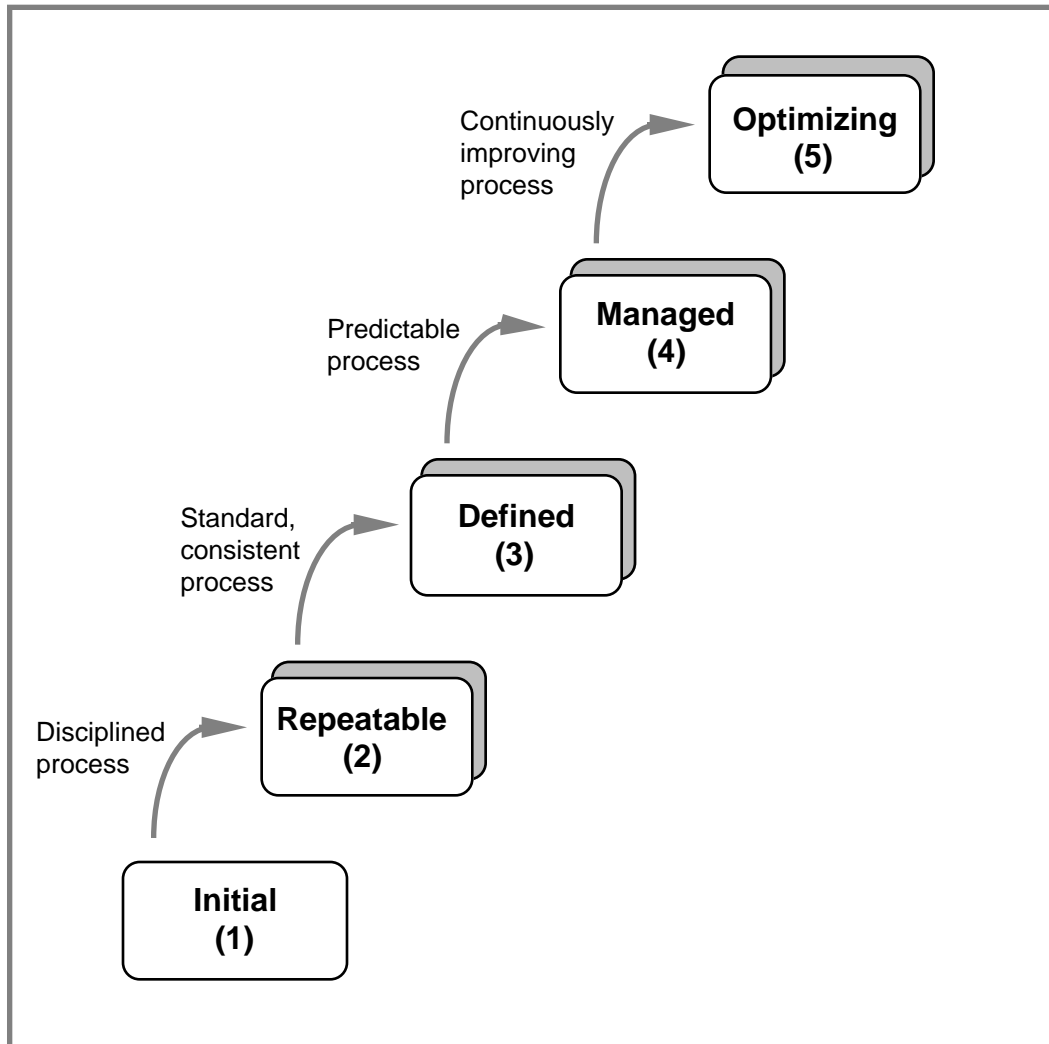 Continuously
improving
process
Optimizing
(5)
Predictable
process
Managed
(4)
Standard,
consistent
process
Defined
(3)
Disciplined
process
Repeatable
(2)
Initial
(1)